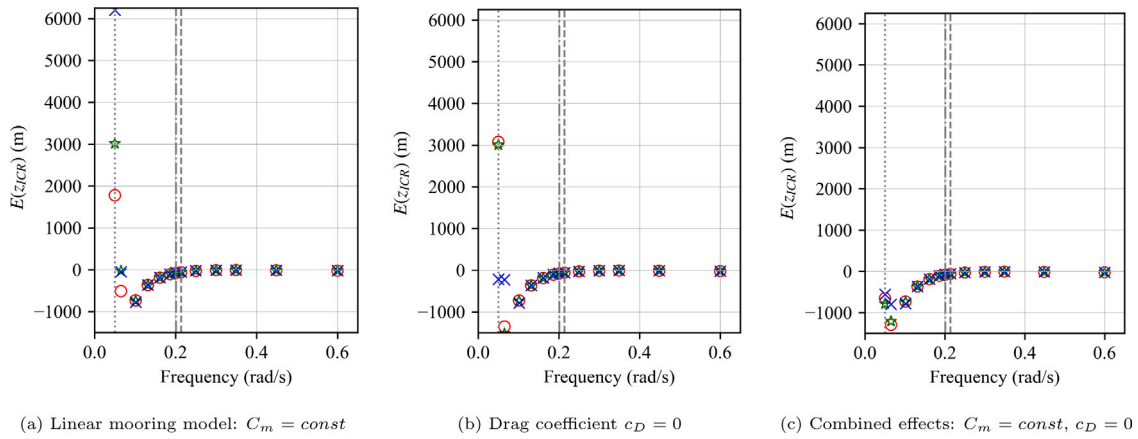 6000
5000
4000
3000
2000
1000
0
−1000
E(z_ICR) (m)
0.0 0.2 0.4 0.6
Frequency (rad/s)
(a) Linear mooring model: C_m = const
6000
5000
4000
3000
2000
1000
0
−1000
E(z_ICR) (m)
0.0 0.2 0.4 0.6
Frequency (rad/s)
(b) Drag coefficient c_D = 0
6000
5000
4000
3000
2000
1000
0
−1000
E(z_ICR) (m)
0.0 0.2 0.4 0.6
Frequency (rad/s)
(c) Combined effects: C_m = const, c_D = 0